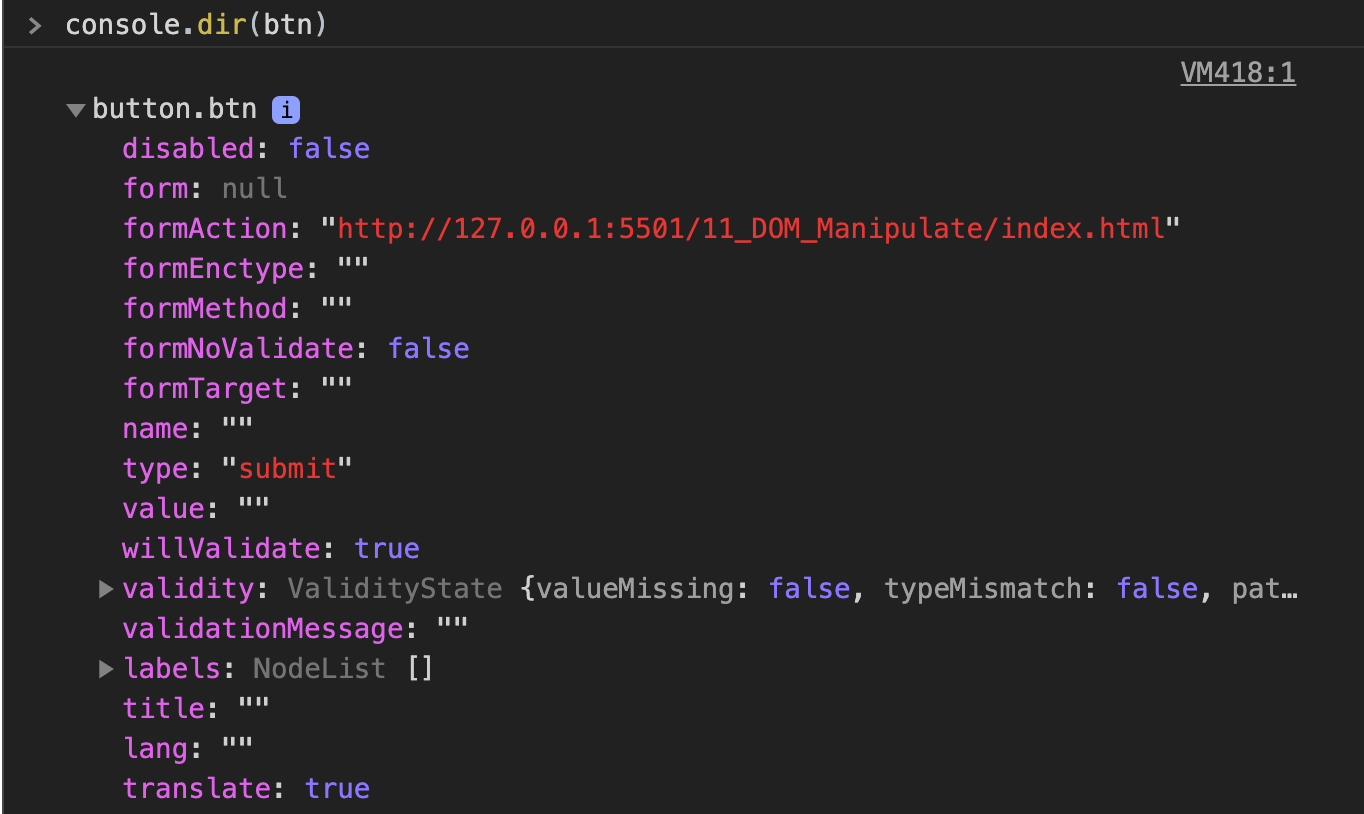 > console.dir(btn)
VM418:1
▼button.btn i
disabled: false
form: null
formAction: "http://127.0.0.1:5501/11_DOM_Manipulate/index.html"
formEnctype: ""
formMethod: ""
formNoValidate: false
formTarget: ""
name: ""
type: "submit"
value: ""
willValidate: true
▶validity: ValidityState {valueMissing: false, typeMismatch: false, pat…
validationMessage: ""
▶labels: NodeList []
title: ""
lang: ""
translate: true